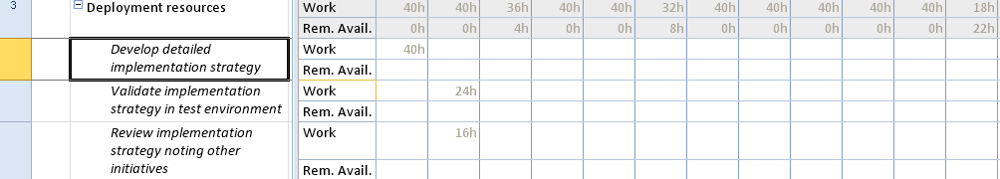 3 Deployment resources Work 40h 40h 36h 40h 40h 32h 40h 40h 40h 40h 18h
Rem. Avail. 0h 0h 4h 0h 0h 8h 0h 0h 0h 0h 22h
Develop detailed Work 40h
implementation strategy Rem. Avail.
Validate implementation Work 24h
strategy in test environment Rem. Avail.
Review implementation Work 16h
strategy noting other
initiatives Rem. Avail.